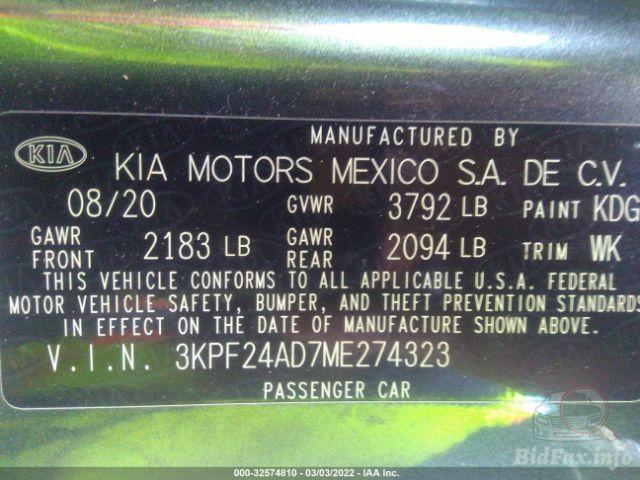 MANUFACTURED BY
KIA KIA MOTORS MEXICO S.A. DE C.V.
08/20 GVWR 3792 LB PAINT KDG
GAWR FRONT 2183 LB GAWR REAR 2094 LB TRIM WK
THIS VEHICLE CONFORMS TO ALL APPLICABLE U.S.A. FEDERAL
MOTOR VEHICLE SAFETY, BUMPER, AND THEFT PREVENTION STANDARDS
IN EFFECT ON THE DATE OF MANUFACTURE SHOWN ABOVE.
V.I.N. 3KPF24AD7ME274323
PASSENGER CAR
BidFax.info
000-32574810 - 03/03/2022 - IAA Inc.